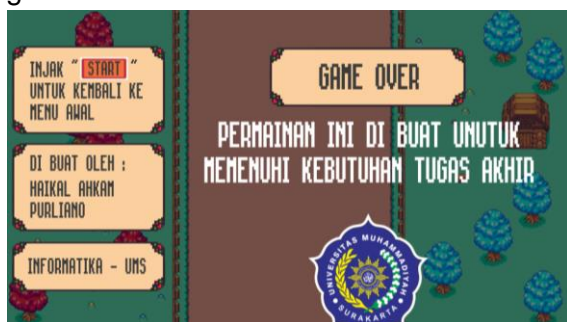 INJAK " START "
UNTUK KEMBALI KE
MENU AWAL
DI BUAT OLEH :
HAIKAL AHKAM
PURLIANO
INFORMATIKA - UMS
GAME OVER
PERMAINAN INI DI BUAT UNUTUK
MEMENUHI KEBUTUHAN TUGAS AKHIR
UNIVERSITAS MUHAMMADIYAH
SURAKARTA